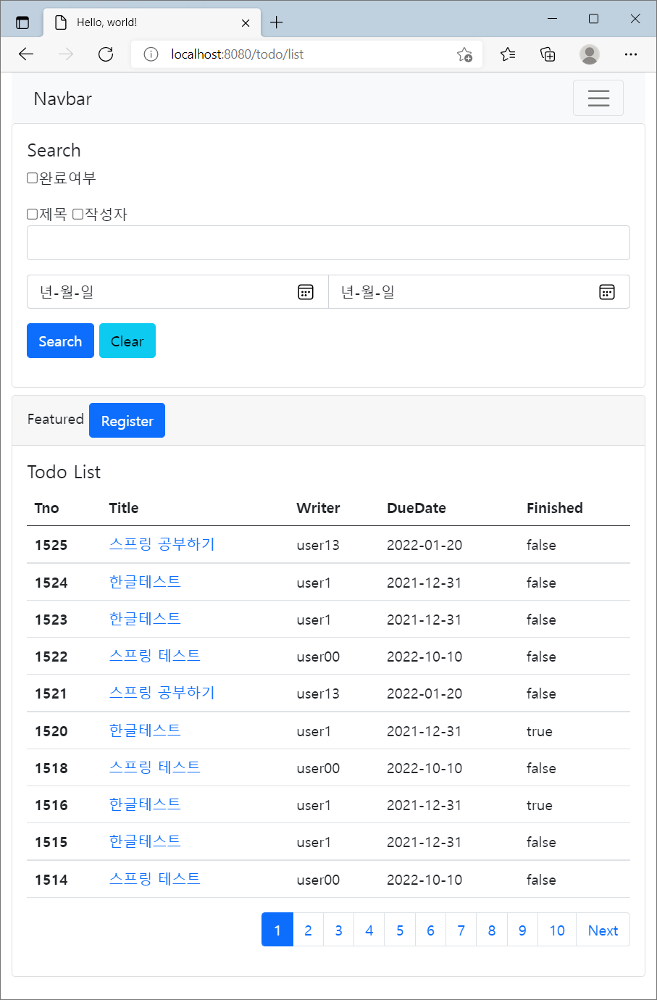 Hello, world!
localhost:8080/todo/list
Navbar
Search
완료여부
제목 작성자
년-월-일 년-월-일
Search Clear
Featured Register
Todo List
Tno Title Writer DueDate Finished
1525 스프링 공부하기 user13 2022-01-20 false
1524 한글테스트 user1 2021-12-31 false
1523 한글테스트 user1 2021-12-31 false
1522 스프링 테스트 user00 2022-10-10 false
1521 스프링 공부하기 user13 2022-01-20 false
1520 한글테스트 user1 2021-12-31 true
1518 스프링 테스트 user00 2022-10-10 false
1516 한글테스트 user1 2021-12-31 true
1515 한글테스트 user1 2021-12-31 false
1514 스프링 테스트 user00 2022-10-10 false
1 2 3 4 5 6 7 8 9 10 Next